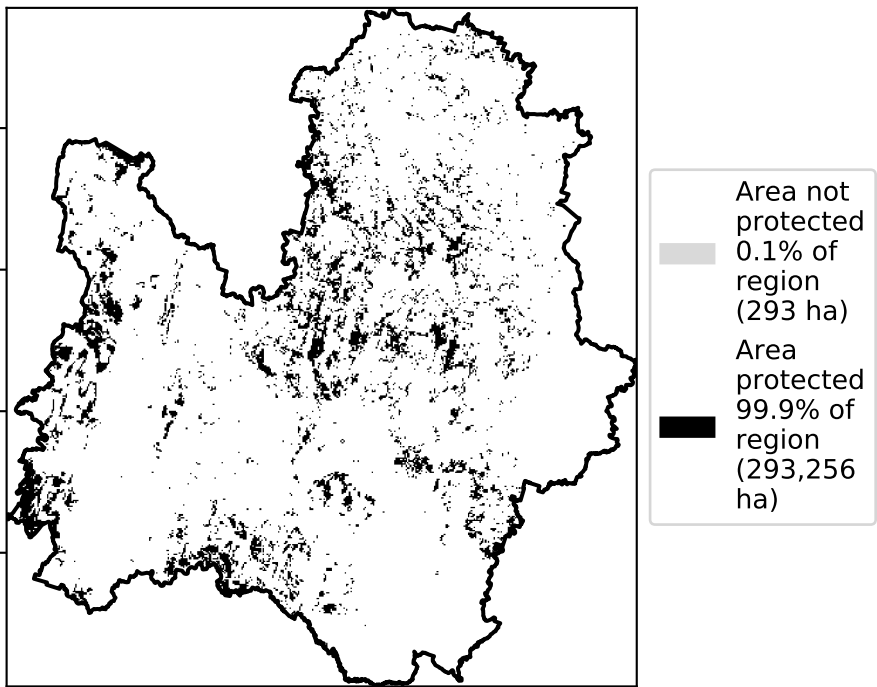 Area not
protected
0.1% of
region
(293 ha)
Area
protected
99.9% of
region
(293,256
ha)